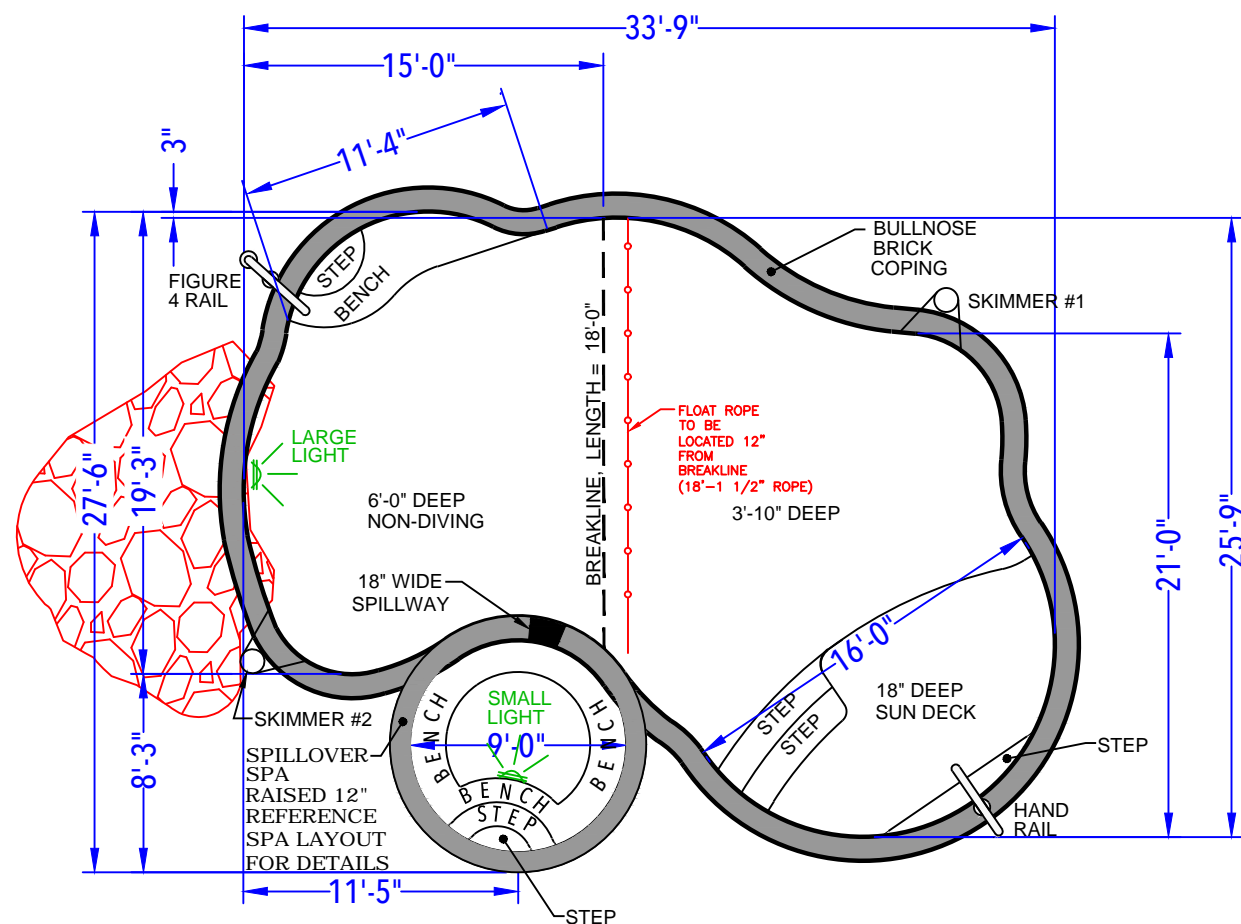 33'-9"
15'-0"
11'-4"
3"
BULLNOSE
BRICK
COPING
FIGURE
4 RAIL
STEP
BENCH
SKIMMER #1
BREAKLINE, LENGTH = 18'-0"
FLOAT ROPE
TO BE
LOCATED 12"
FROM
BREAKLINE
(18'-1 1/2" ROPE)
LARGE
LIGHT
27'-6"
19'-3"
6'-0" DEEP
NON-DIVING
3'-10" DEEP
21'-0"
25'-9"
18" WIDE
SPILLWAY
16'-0"
18" DEEP
SUN DECK
STEP
STEP
STEP
SKIMMER #2
8'-3"
SPILLOVER
SPA
RAISED 12"
REFERENCE
SPA LAYOUT
FOR DETAILS
BENCH
SMALL
LIGHT
9'-0"
BENCH
BENCH
STEP
HAND
RAIL
11'-5"
STEP